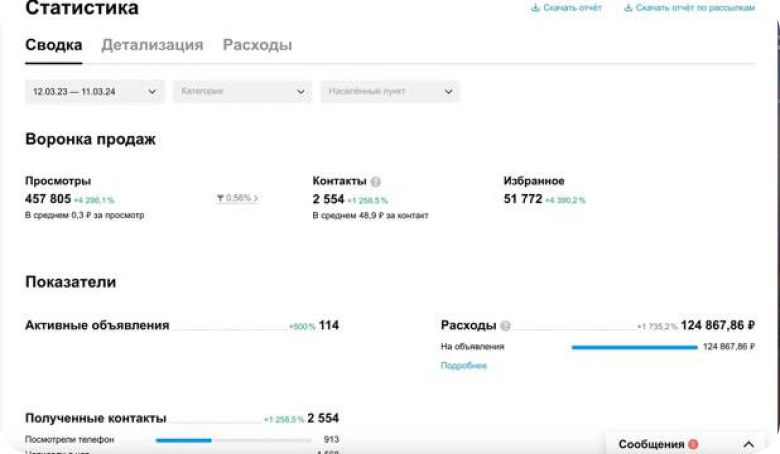 Статистика
Скачать отчёт
Скачать отчёт по рассылкам
Сводка Детализация Расходы
12.03.23 — 11.03.24 Категория Населённый пункт
Воронка продаж
Просмотры
457 805 +4 296,1%
В среднем 0,3 ₽ за просмотр
0,56%
Контакты
2 554 +1 258,5%
В среднем 48,9 ₽ за контакт
Избранное
51 772 +4 390,2%
Показатели
Активные объявления +500% 114
Расходы +1 735,2% 124 867,86 ₽
На объявления 124 867,86 ₽
Подробнее
Полученные контакты +1 258,5% 2 554
Посмотрели телефон 913
Сообщения